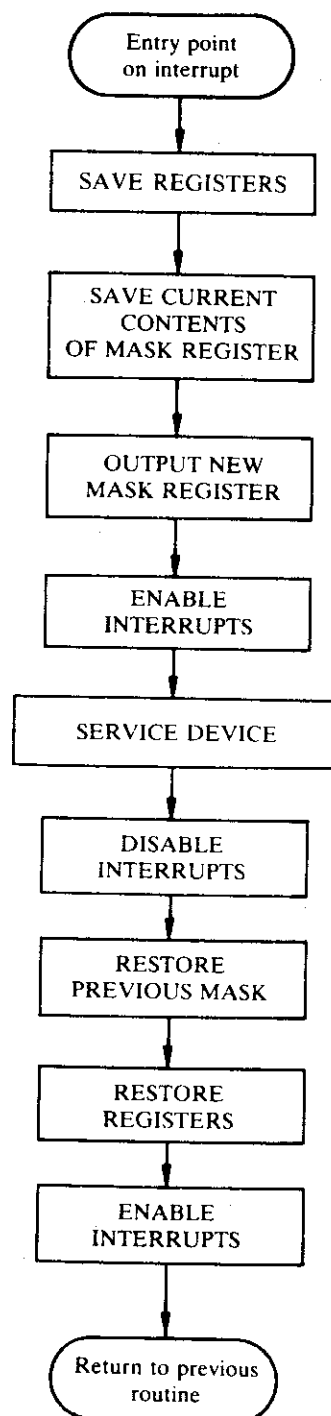 Entry point
on interrupt
SAVE REGISTERS
SAVE CURRENT
CONTENTS
OF MASK REGISTER
OUTPUT NEW
MASK REGISTER
ENABLE
INTERRUPTS
SERVICE DEVICE
DISABLE
INTERRUPTS
RESTORE
PREVIOUS MASK
RESTORE
REGISTERS
ENABLE
INTERRUPTS
Return to previous
routine